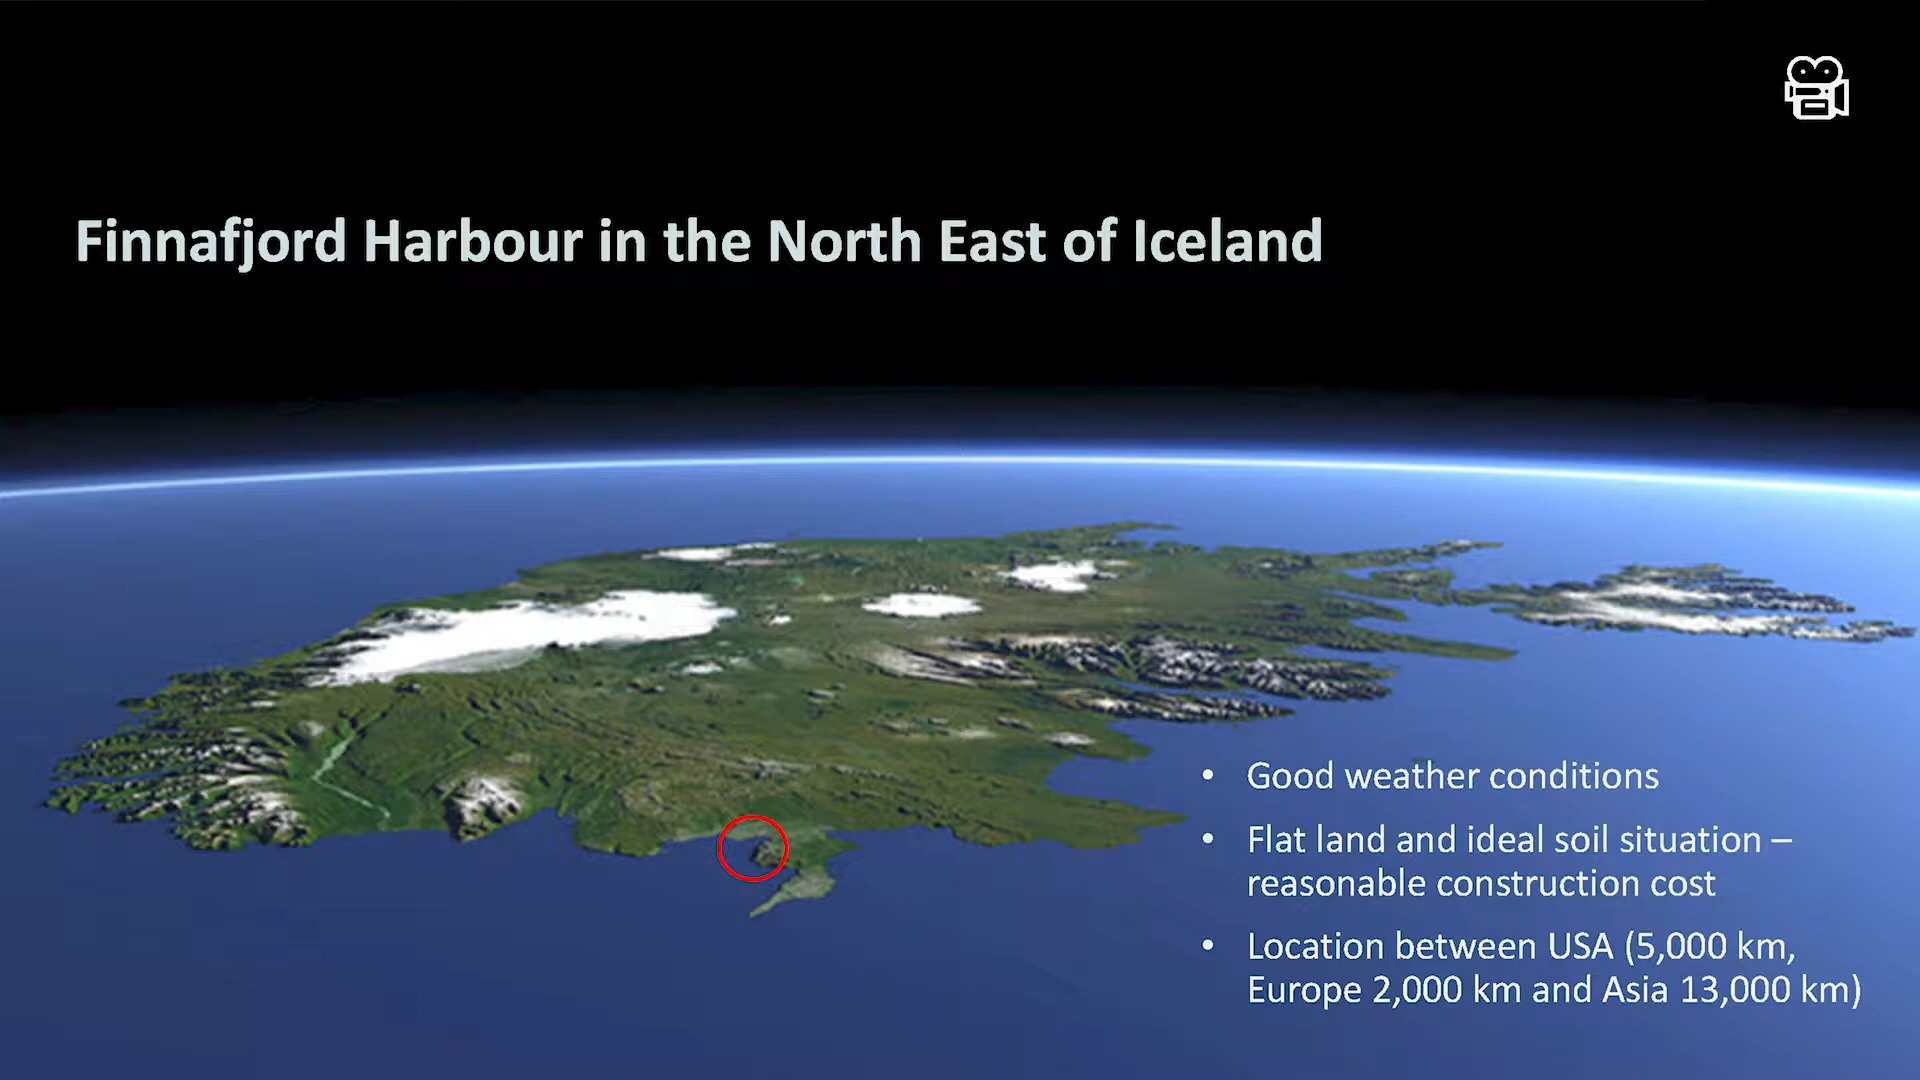 Finnafjord Harbour in the North East of Iceland
• Good weather conditions
• Flat land and ideal soil situation –
reasonable construction cost
• Location between USA (5,000 km,
Europe 2,000 km and Asia 13,000 km)